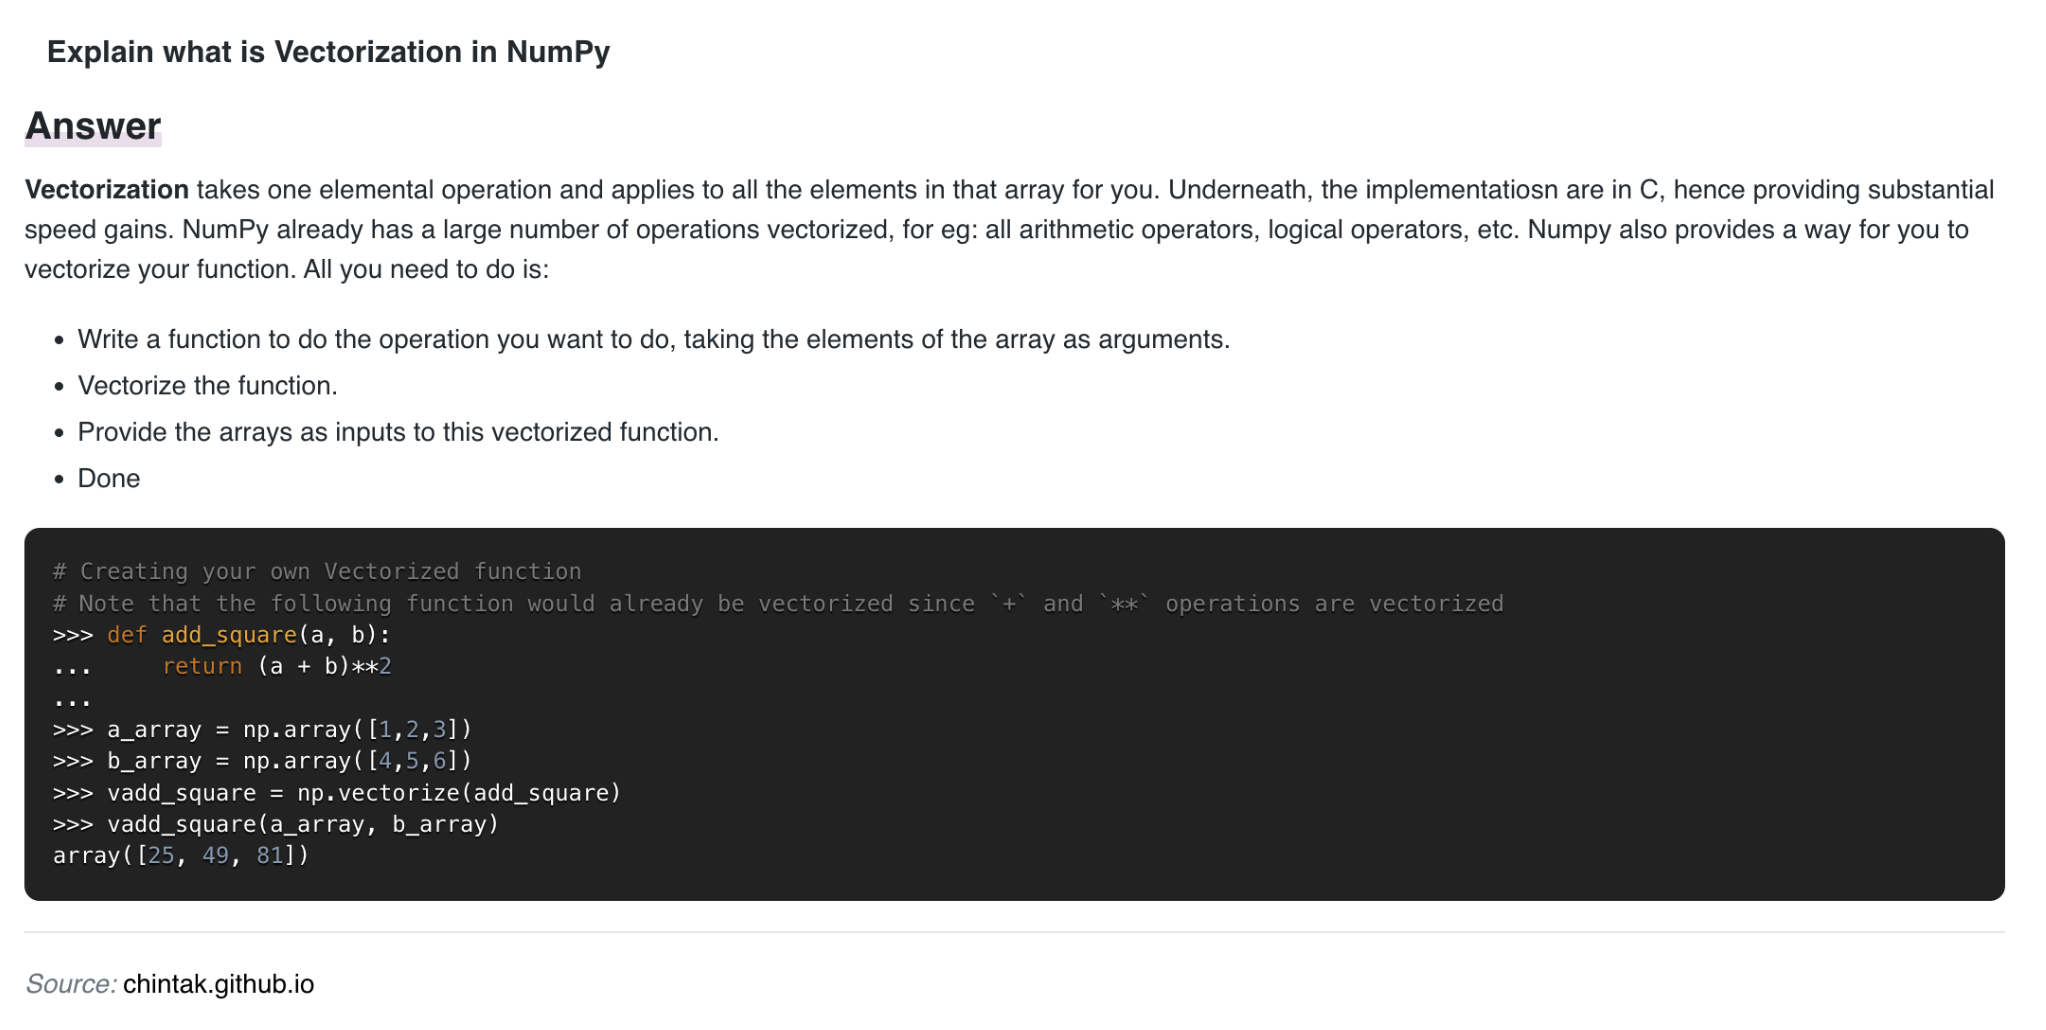 Explain what is Vectorization in NumPy
Answer
Vectorization takes one elemental operation and applies to all the elements in that array for you. Underneath, the implementatiosn are in C, hence providing substantial
speed gains. NumPy already has a large number of operations vectorized, for eg: all arithmetic operators, logical operators, etc. Numpy also provides a way for you to
vectorize your function. All you need to do is:
• Write a function to do the operation you want to do, taking the elements of the array as arguments.
• Vectorize the function.
• Provide the arrays as inputs to this vectorized function.
• Done
# Creating your own Vectorized function
# Note that the following function would already be vectorized since `+` and `**` operations are vectorized
>>> def add_square(a, b):
...     return (a + b)**2
...
>>> a_array = np.array([1,2,3])
>>> b_array = np.array([4,5,6])
>>> vadd_square = np.vectorize(add_square)
>>> vadd_square(a_array, b_array)
array([25, 49, 81])
Source: chintak.github.io